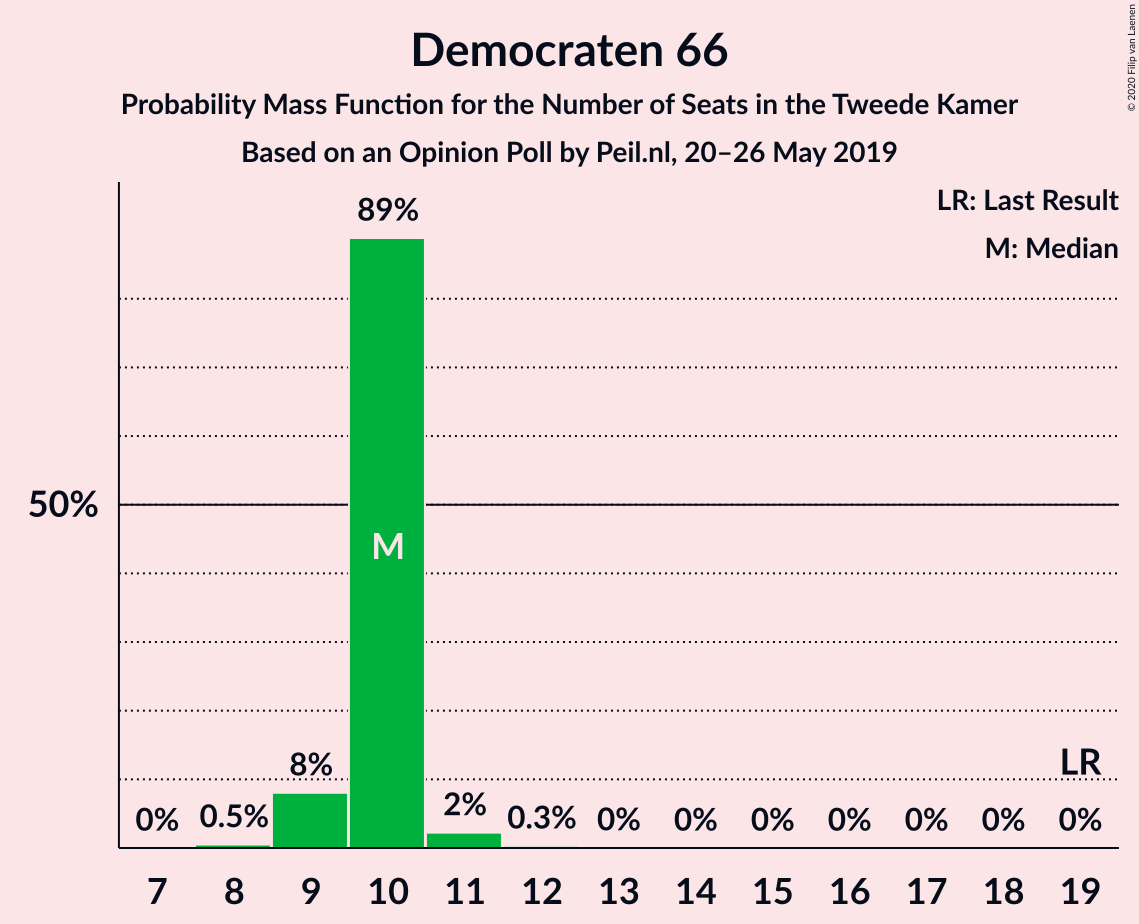 Democraten 66
Probability Mass Function for the Number of Seats in the Tweede Kamer
Based on an Opinion Poll by Peil.nl, 20–26 May 2019
© 2020 Filip van Laenen
LR: Last Result
M: Median
89%
50%
M
8%
LR
0% 0.5% 2% 0.3% 0% 0% 0% 0% 0% 0% 0%
7 8 9 10 11 12 13 14 15 16 17 18 19